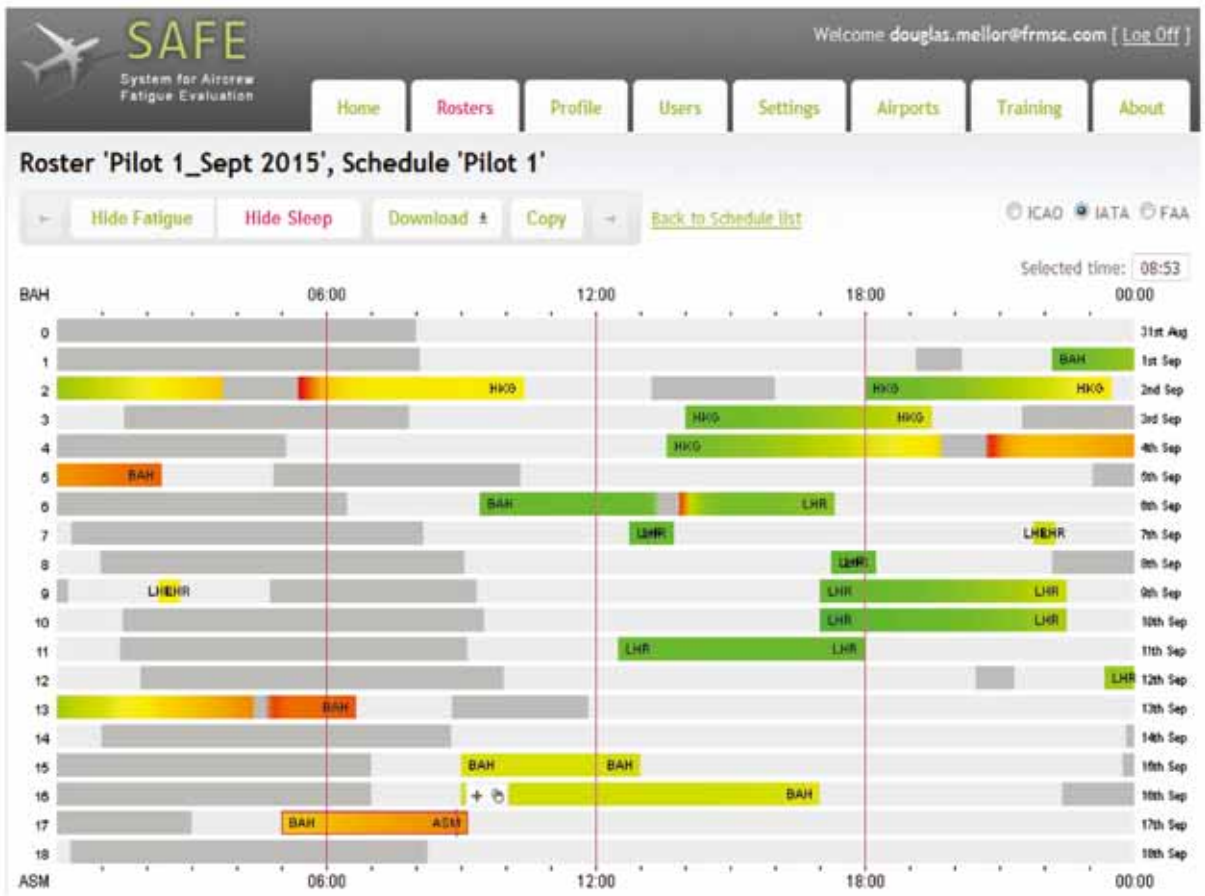 SAFE
System for Aircrew
Fatigue Evaluation
Welcome douglas.mellor@frmsc.com [ Log Off ]
Home Rosters Profile Users Settings Airports Training About
Roster 'Pilot 1_Sept 2015', Schedule 'Pilot 1'
← Hide Fatigue Hide Sleep Download Copy → Back to Schedule list ICAO IATA FAA
Selected time: 08:53
BAH 06:00 12:00 18:00 00:00
0 31st Aug
1 BAH 1st Sep
2 HKG HKG HKG 2nd Sep
3 HKG HKG 3rd Sep
4 HKG 4th Sep
5 BAH 5th Sep
6 BAH LHR 6th Sep
7 7th Sep
8 8th Sep
9 LHR LHR 9th Sep
10 LHR LHR 10th Sep
11 LHR LHR 11th Sep
12 LHR 12th Sep
13 BAH 13th Sep
14 14th Sep
15 BAH BAH 15th Sep
16 + BAH 16th Sep
17 BAH ASM 17th Sep
18 18th Sep
ASM 06:00 12:00 18:00 00:00